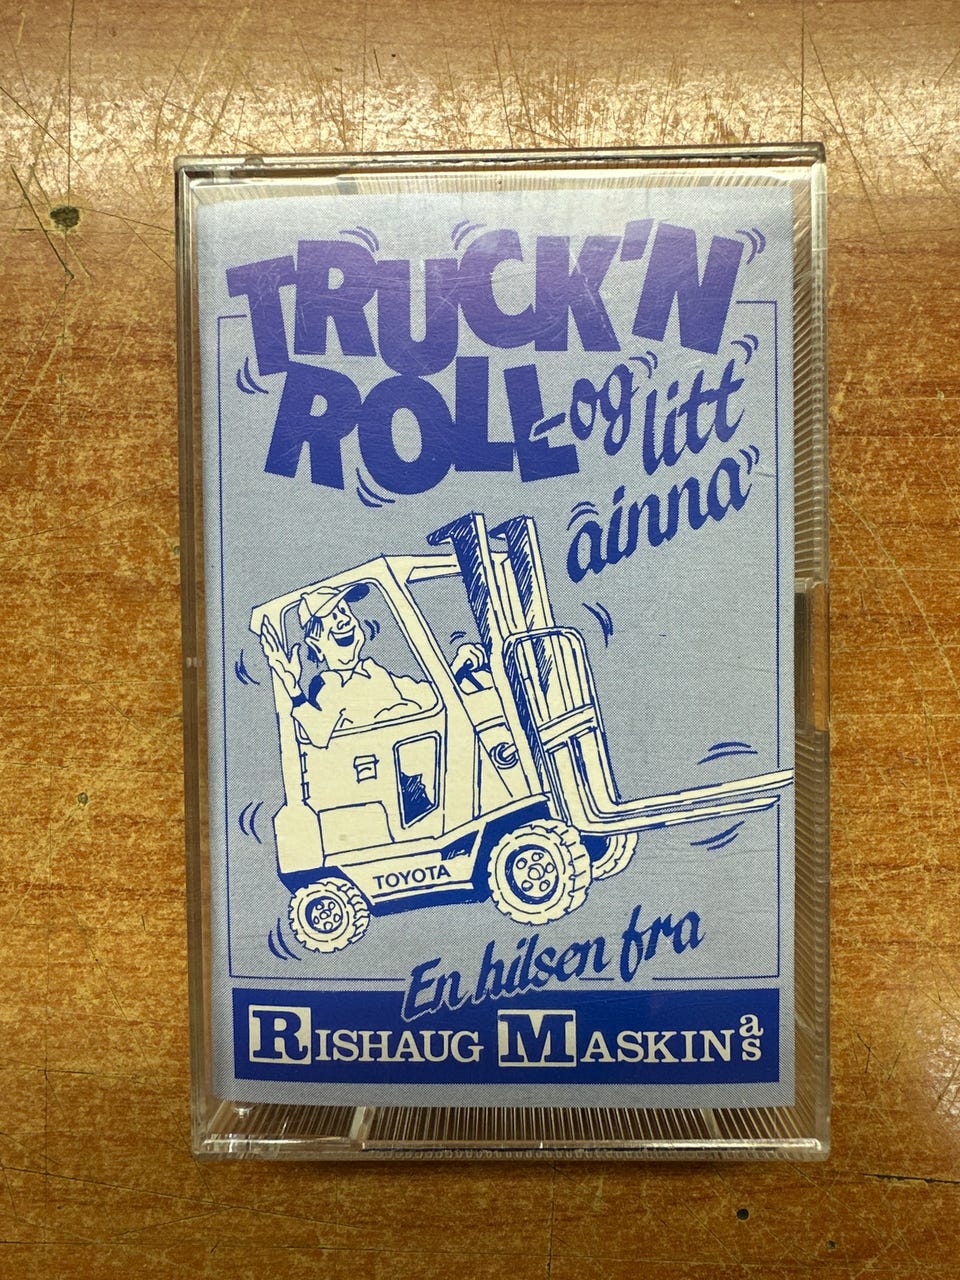 TRUCK'N
ROLL -og litt
ainna"
TOYOTA
En hilsen fra
RISHAUG MASKIN as